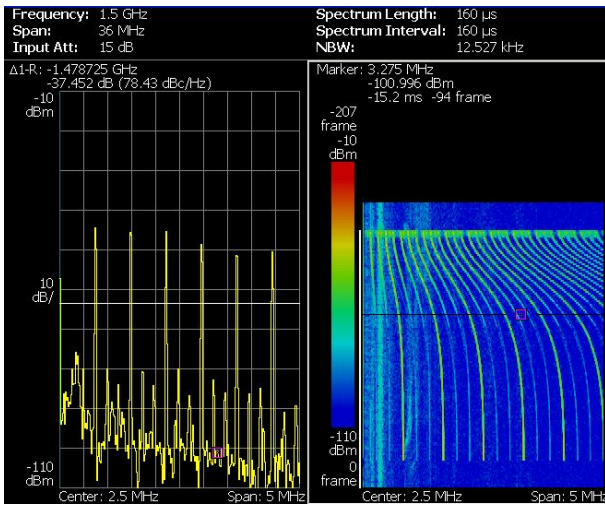 Frequency: 1.5 GHz
Span: 36 MHz
Input Att: 15 dB
Spectrum Length: 160 µs
Spectrum Interval: 160 µs
NBW: 12.527 kHz
Δ1-R: -1.478725 GHz
-37.452 dB (78.43 dBc/Hz)
-10
dBm
10
dB/
-110
dBm
Center: 2.5 MHz Span: 5 MHz
Marker: 3.275 MHz
-100.996 dBm
-15.2 ms -94 frame
-207
frame
-10
dBm
-110
dBm
0
frame
Center: 2.5 MHz Span: 5 MHz